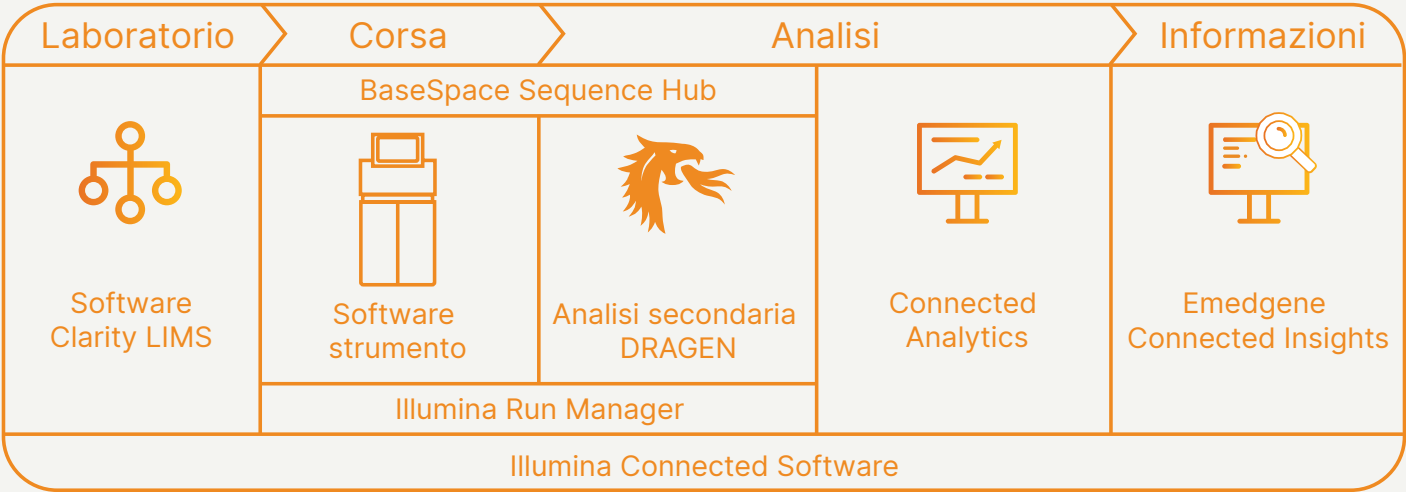 Laboratorio
Corsa
Analisi
Informazioni
BaseSpace Sequence Hub
Software
Clarity LIMS
Software
strumento
Analisi secondaria
DRAGEN
Connected
Analytics
Emedgene
Connected Insights
Illumina Run Manager
Illumina Connected Software